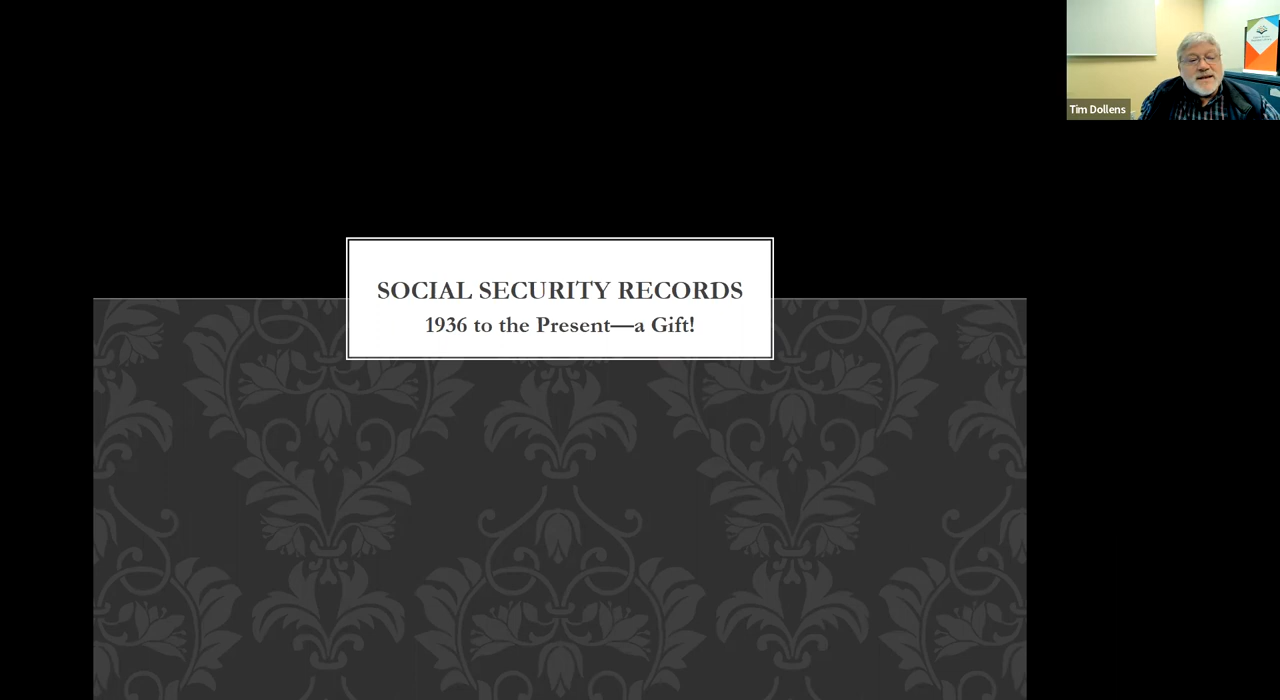 SOCIAL SECURITY RECORDS
1936 to the Present—a Gift!
Tim Dollens